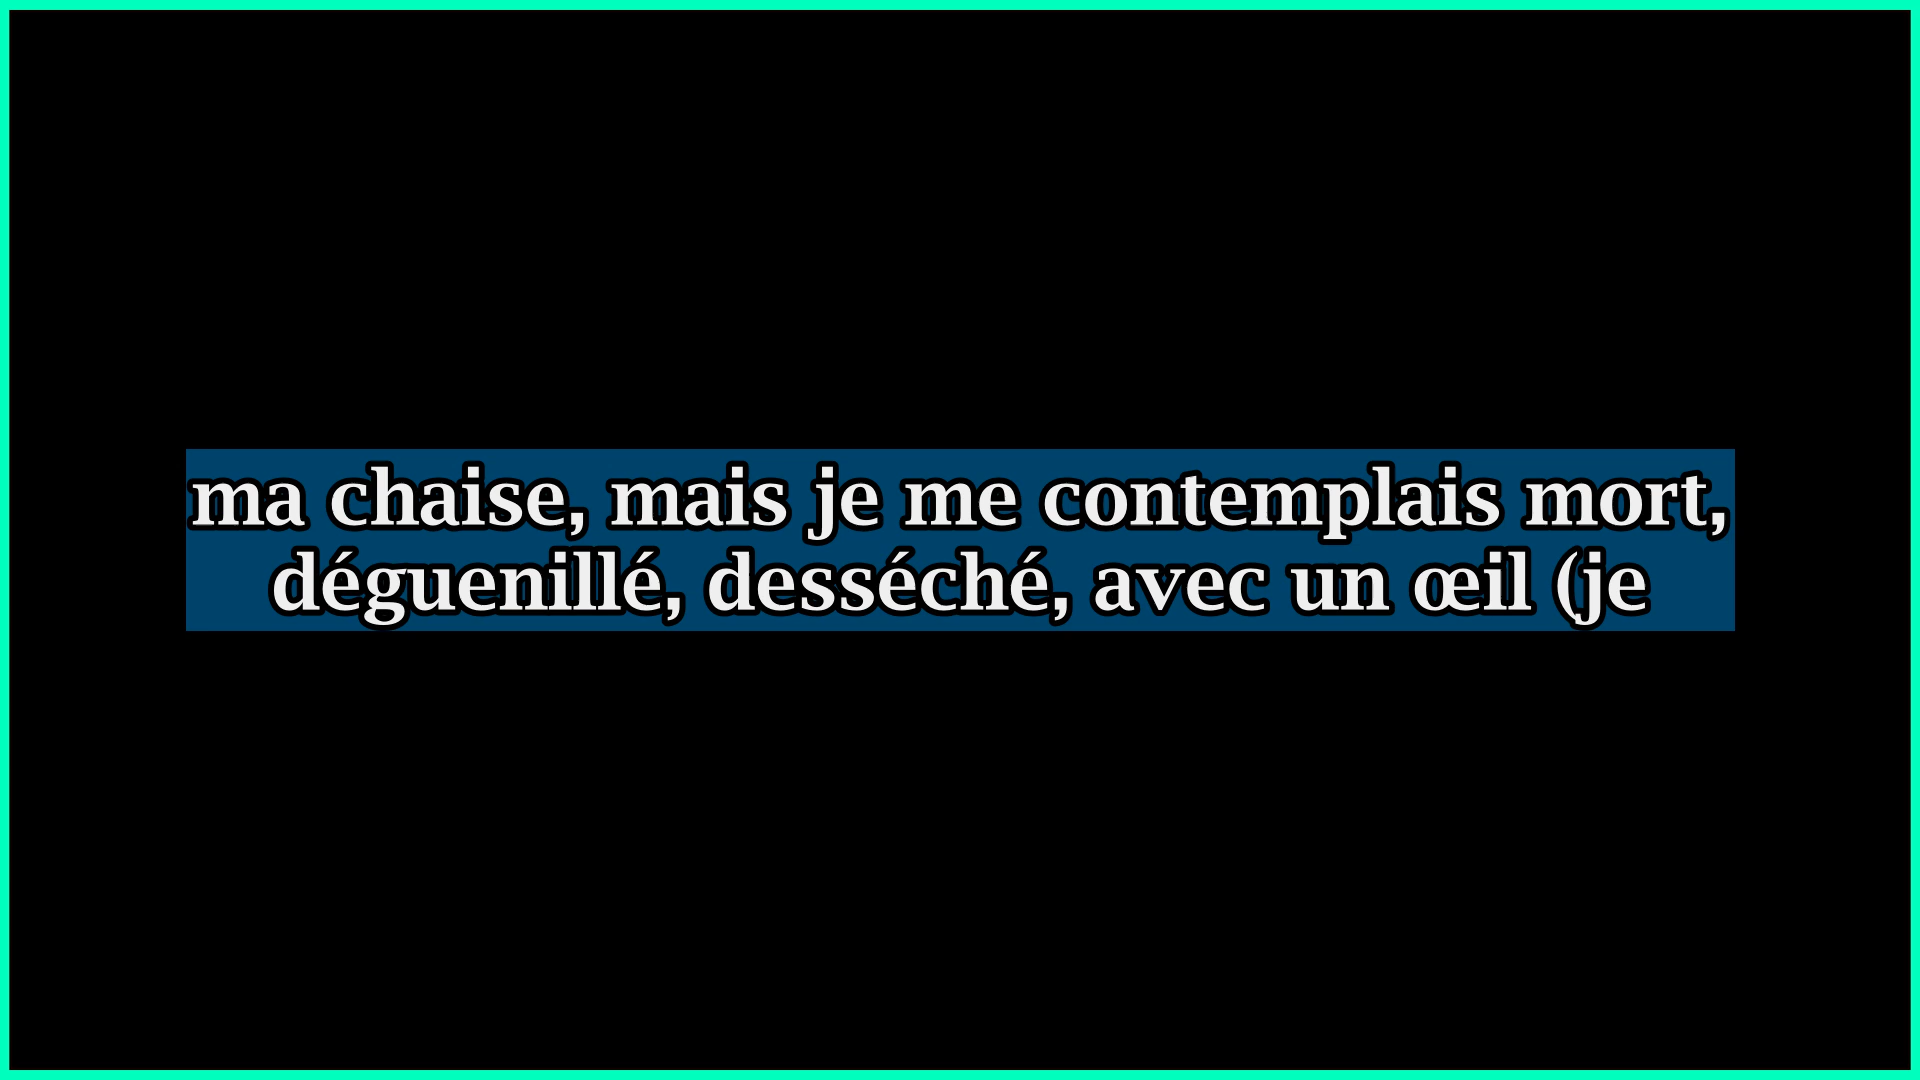 ma chaise, mais je me contemplais mort,
déguenillé, desséché, avec un œil (je